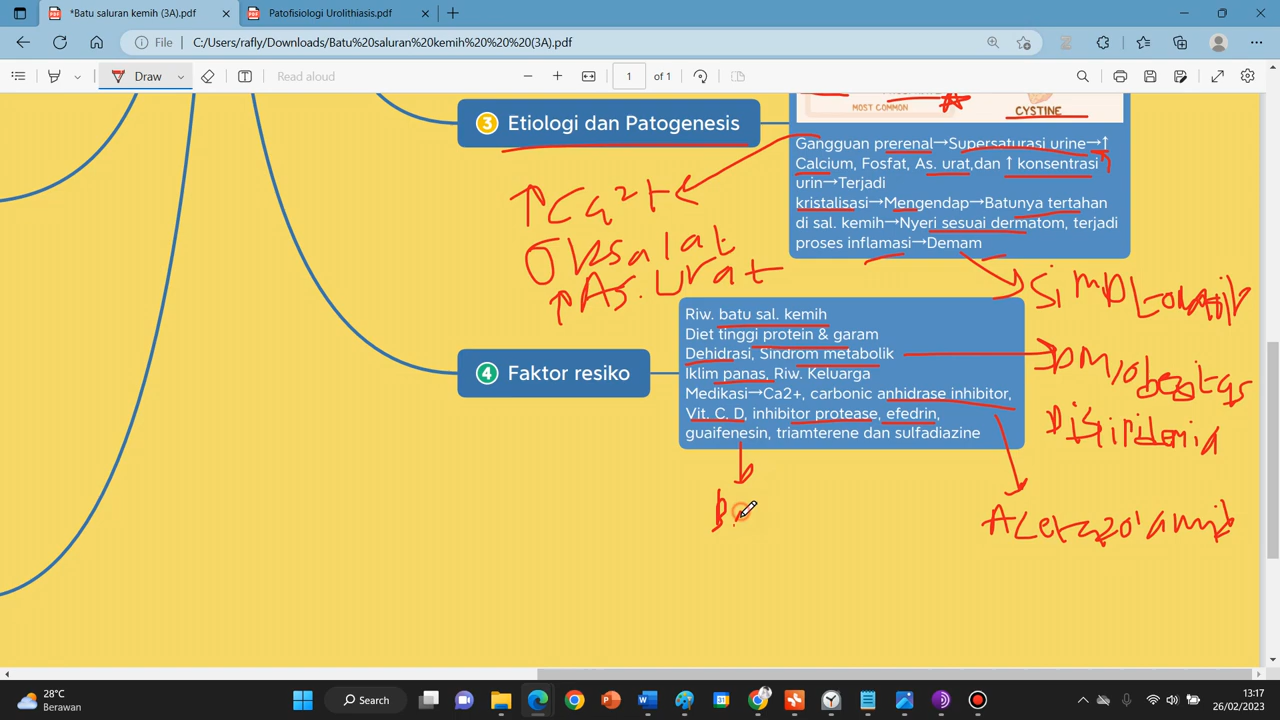 *Batu saluran kemih (3A).pdf
Patofisiologi Urolithiasis.pdf
File
C:/Users/rafly/Downloads/Batu%20saluran%20kemih%20%20%20(3A).pdf
Draw
Read aloud
1
of 1
MOST COMMON
CYSTINE
3 Etiologi dan Patogenesis
Gangguan prerenal→Supersaturasi urine→↑
Calcium, Fosfat, As. urat,dan ↑ konsentrasi
urin→Terjadi
kristalisasi→Mengendap→Batunya tertahan
di sal. kemih→Nyeri sesuai dermatom, terjadi
proses inflamasi→Demam
↑Ca2+
Oksalat
↑As. Urat
4 Faktor resiko
Riw. batu sal. kemih
Diet tinggi protein & garam
Dehidrasi, Sindrom metabolik
Iklim panas, Riw. Keluarga
Medikasi→Ca2+, carbonic anhidrase inhibitor,
Vit. C. D, inhibitor protease, efedrin,
guaifenesin, triamterene dan sulfadiazine
DM/obesitas
Dislipidemia
Acetazolamid
28°C
Berawan
Search
13:17
26/02/2023